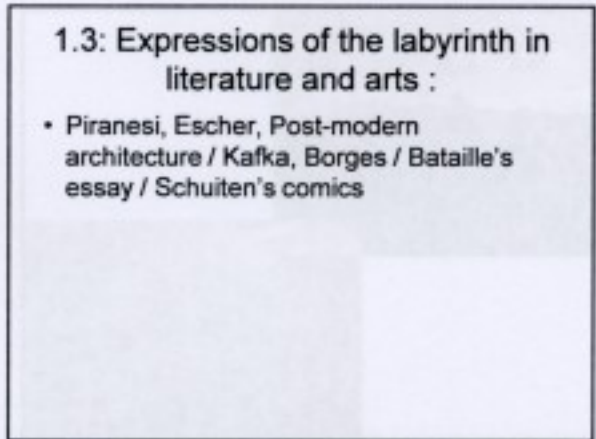 1.3: Expressions of the labyrinth in
literature and arts :
• Piranesi, Escher, Post-modern
architecture / Kafka, Borges / Bataille's
essay / Schuiten's comics